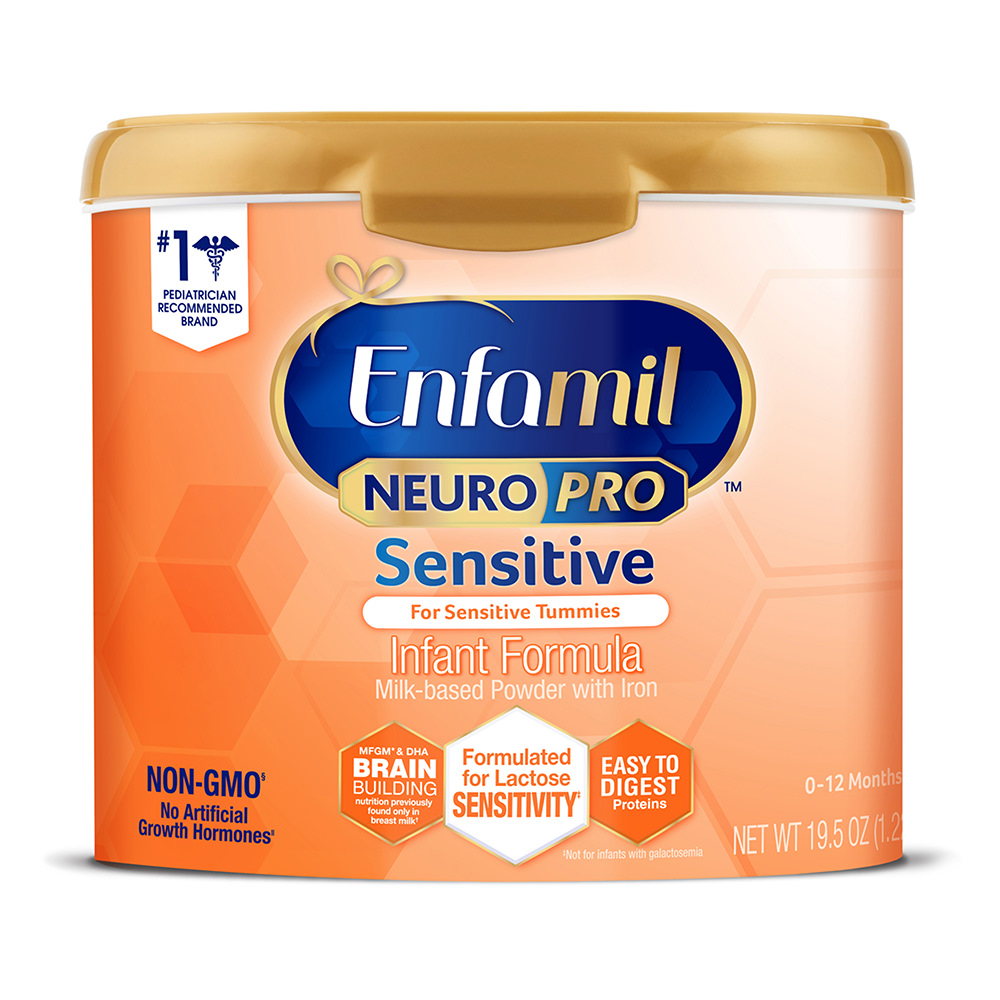 #1
PEDIATRICIAN
RECOMMENDED
BRAND
Enfamil
NEURO PRO ™
Sensitive
For Sensitive Tummies
Infant Formula
Milk-based Powder with Iron
MFGM* & DHA
BRAIN
BUILDING
nutrition previously
found only in
breast milk†
Formulated
for Lactose
SENSITIVITY‡
EASY TO
DIGEST
Proteins
NON-GMO§
No Artificial
Growth Hormones
0-12 Months
NET WT 19.5 OZ (1.2
‡Not for infants with galactosemia